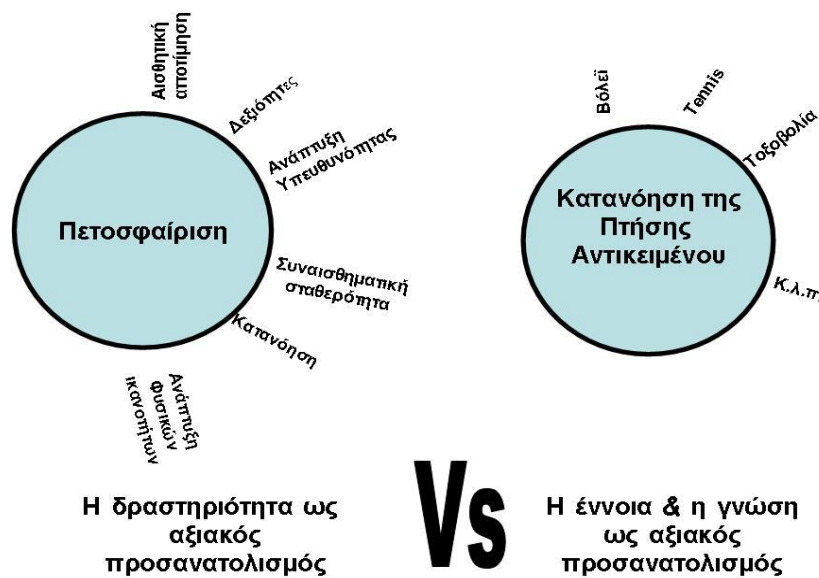 Αισθητική
αποτίμηση
Δεξιότητες
Ανάπτυξη
Υπευθυνότητας
Πετοσφαίριση
Συναισθηματική
σταθερότητα
Κατανόηση
Ανάπτυξη
Φυσικών
ικανοτήτων
Η δραστηριότητα ως
αξιακός
προσανατολισμός
Vs
Βόλεϊ
Tennis
Τοξοβολία
Κατανόηση της
Πτήσης
Αντικειμένου
Κ.λ.π.
Η έννοια & η γνώση
ως αξιακός
προσανατολισμός